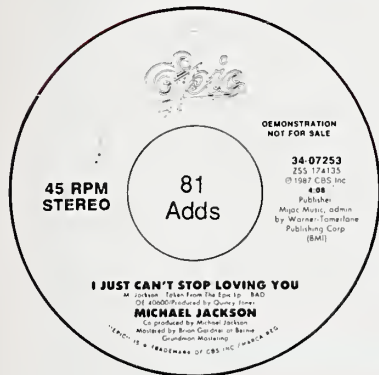 Epic
DEMONSTRATION
NOT FOR SALE
34-07253
ZSS 174135
℗ 1987 CBS Inc
4:08
Publisher
Mijac Music, admin
by Warner-Tamerlane
Publishing Corp
(BMI)
45 RPM
STEREO
81
Adds
I JUST CAN'T STOP LOVING YOU
M. Jackson Taken From The Epic Lp BAD
OE 40600/Produced by Quincy Jones
MICHAEL JACKSON
Co produced by Michael Jackson
Mastered by Brian Gardner at Bernie
Grundman Mastering
"EPIC" IS A TRADEMARK OF CBS INC / MARCA REG